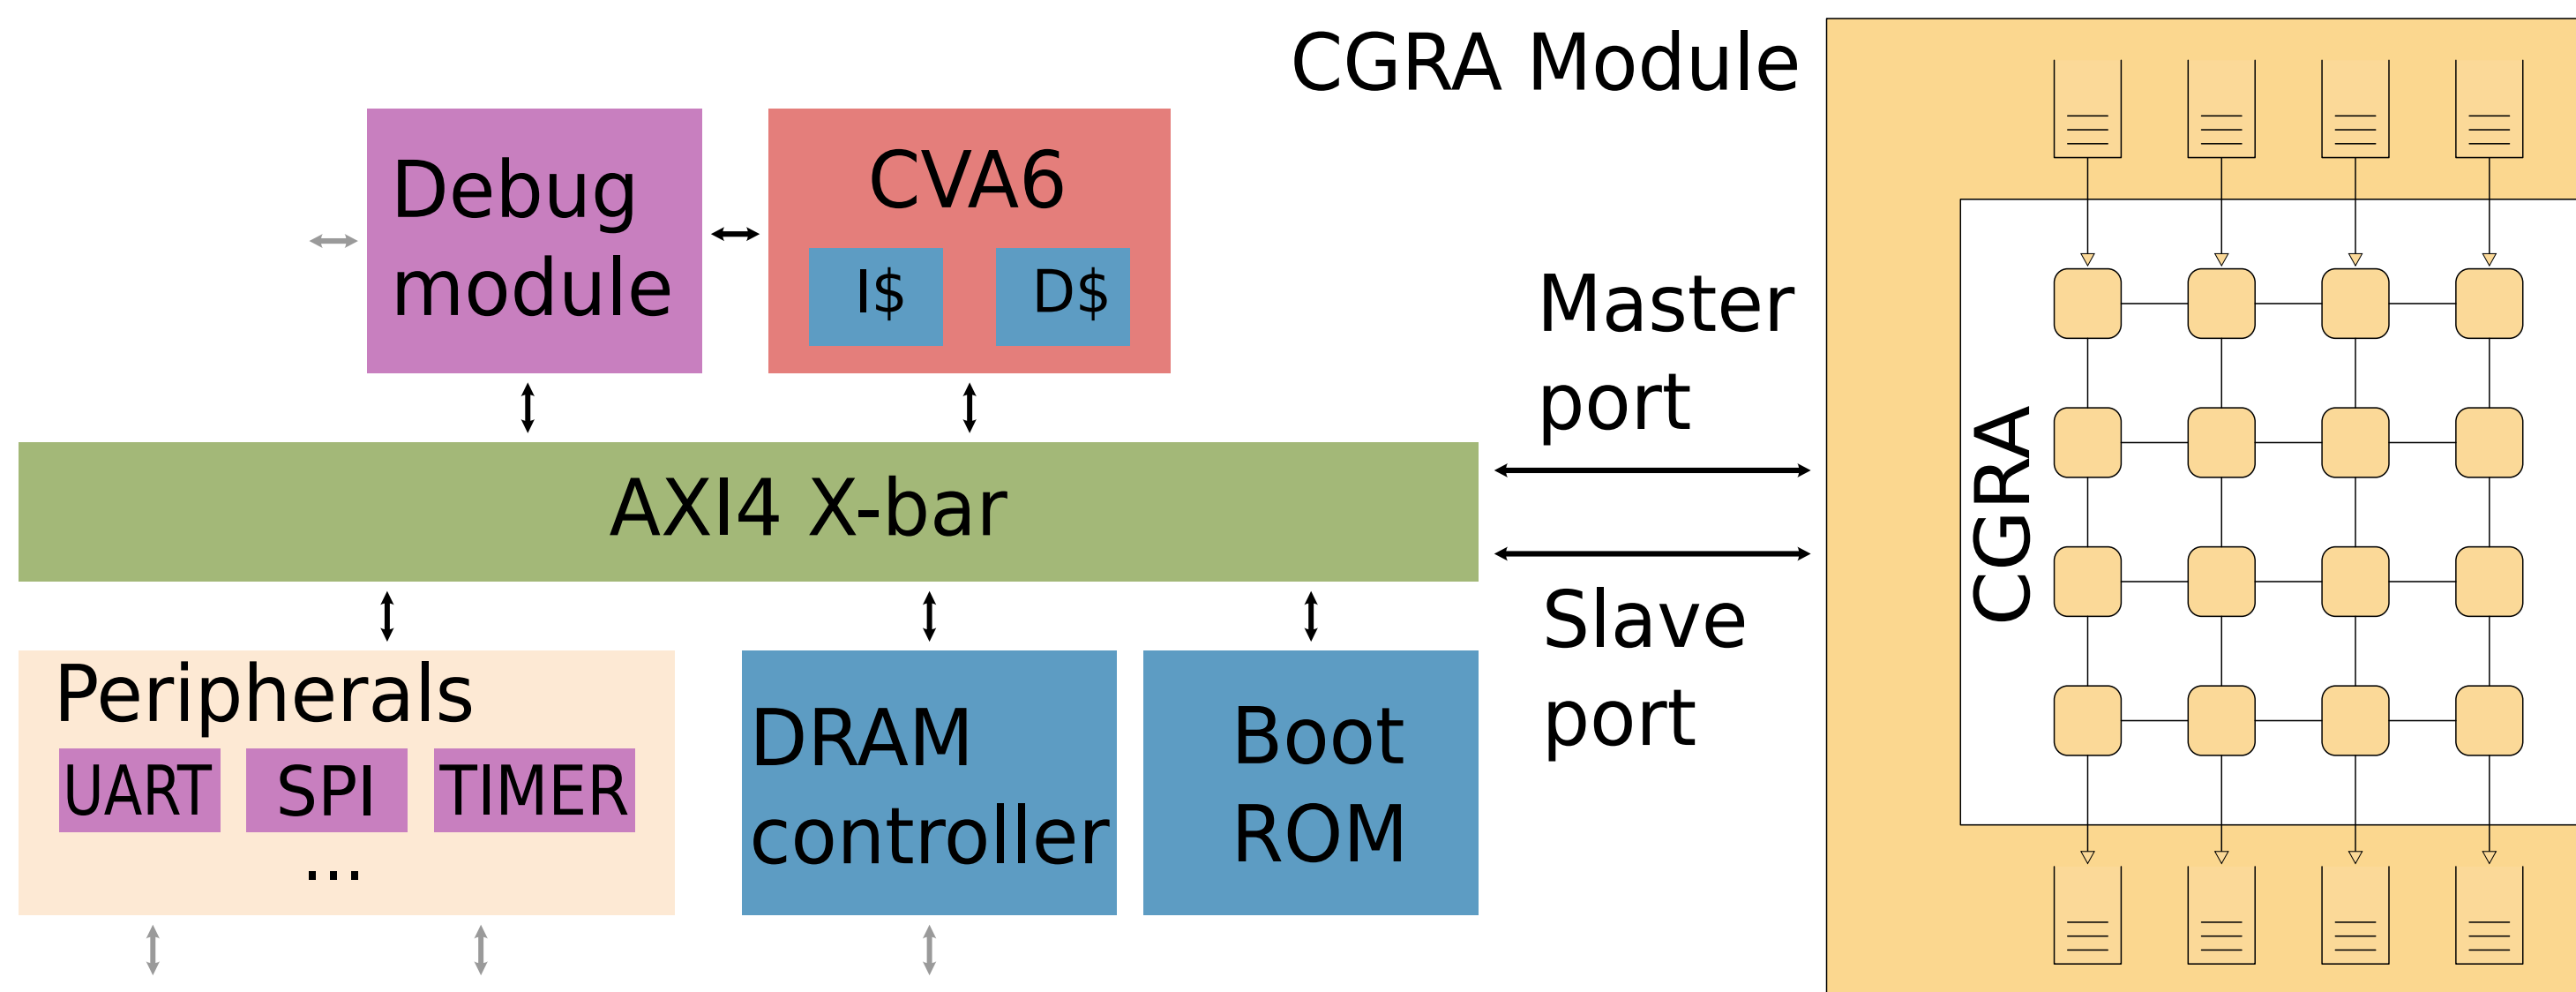 CGRA Module
Debug
module
CVA6
I$
D$
Master
port
AXI4 X-bar
CGRA
Slave
port
Peripherals
UART
SPI
TIMER
...
DRAM
controller
Boot
ROM